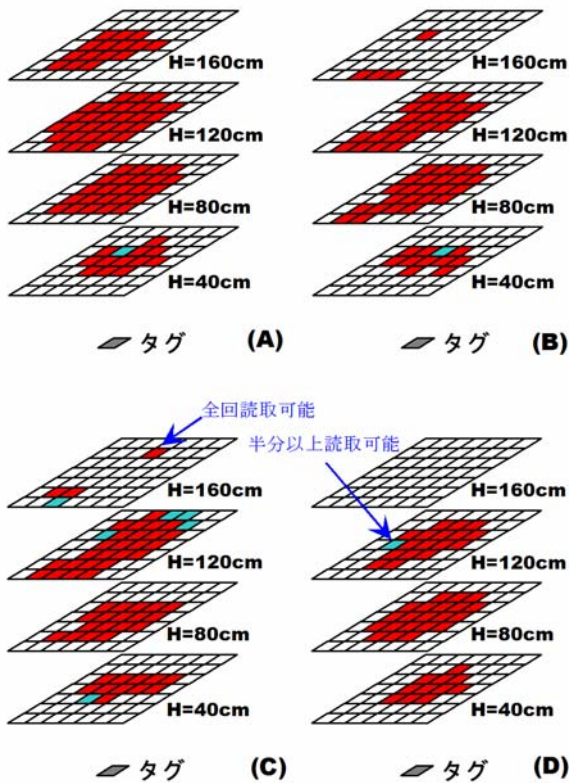 H=160cm
H=120cm
H=80cm
H=40cm
タグ (A)
H=160cm
H=120cm
H=80cm
H=40cm
タグ (B)
全回読取可能
半分以上読取可能
H=160cm
H=120cm
H=80cm
H=40cm
タグ (C)
H=160cm
H=120cm
H=80cm
H=40cm
タグ (D)